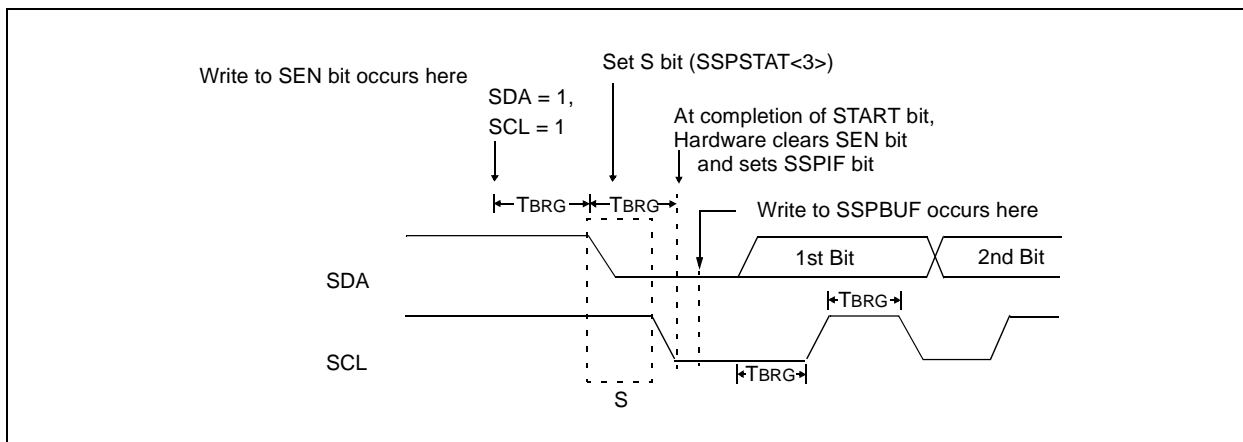 Set S bit (SSPSTAT<3>)
Write to SEN bit occurs here
SDA = 1,
SCL = 1
At completion of START bit,
Hardware clears SEN bit
and sets SSPIF bit
TBRG
TBRG
Write to SSPBUF occurs here
1st Bit
2nd Bit
SDA
TBRG
SCL
TBRG
S